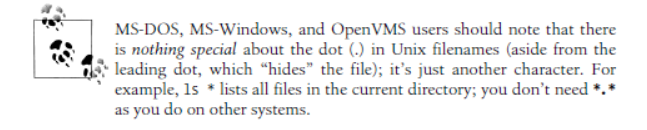 MS-DOS, MS-Windows, and OpenVMS users should note that there
is nothing special about the dot (.) in Unix filenames (aside from the
leading dot, which “hides” the file); it’s just another character. For
example, ls * lists all files in the current directory; you don’t need *.*
as you do on other systems.